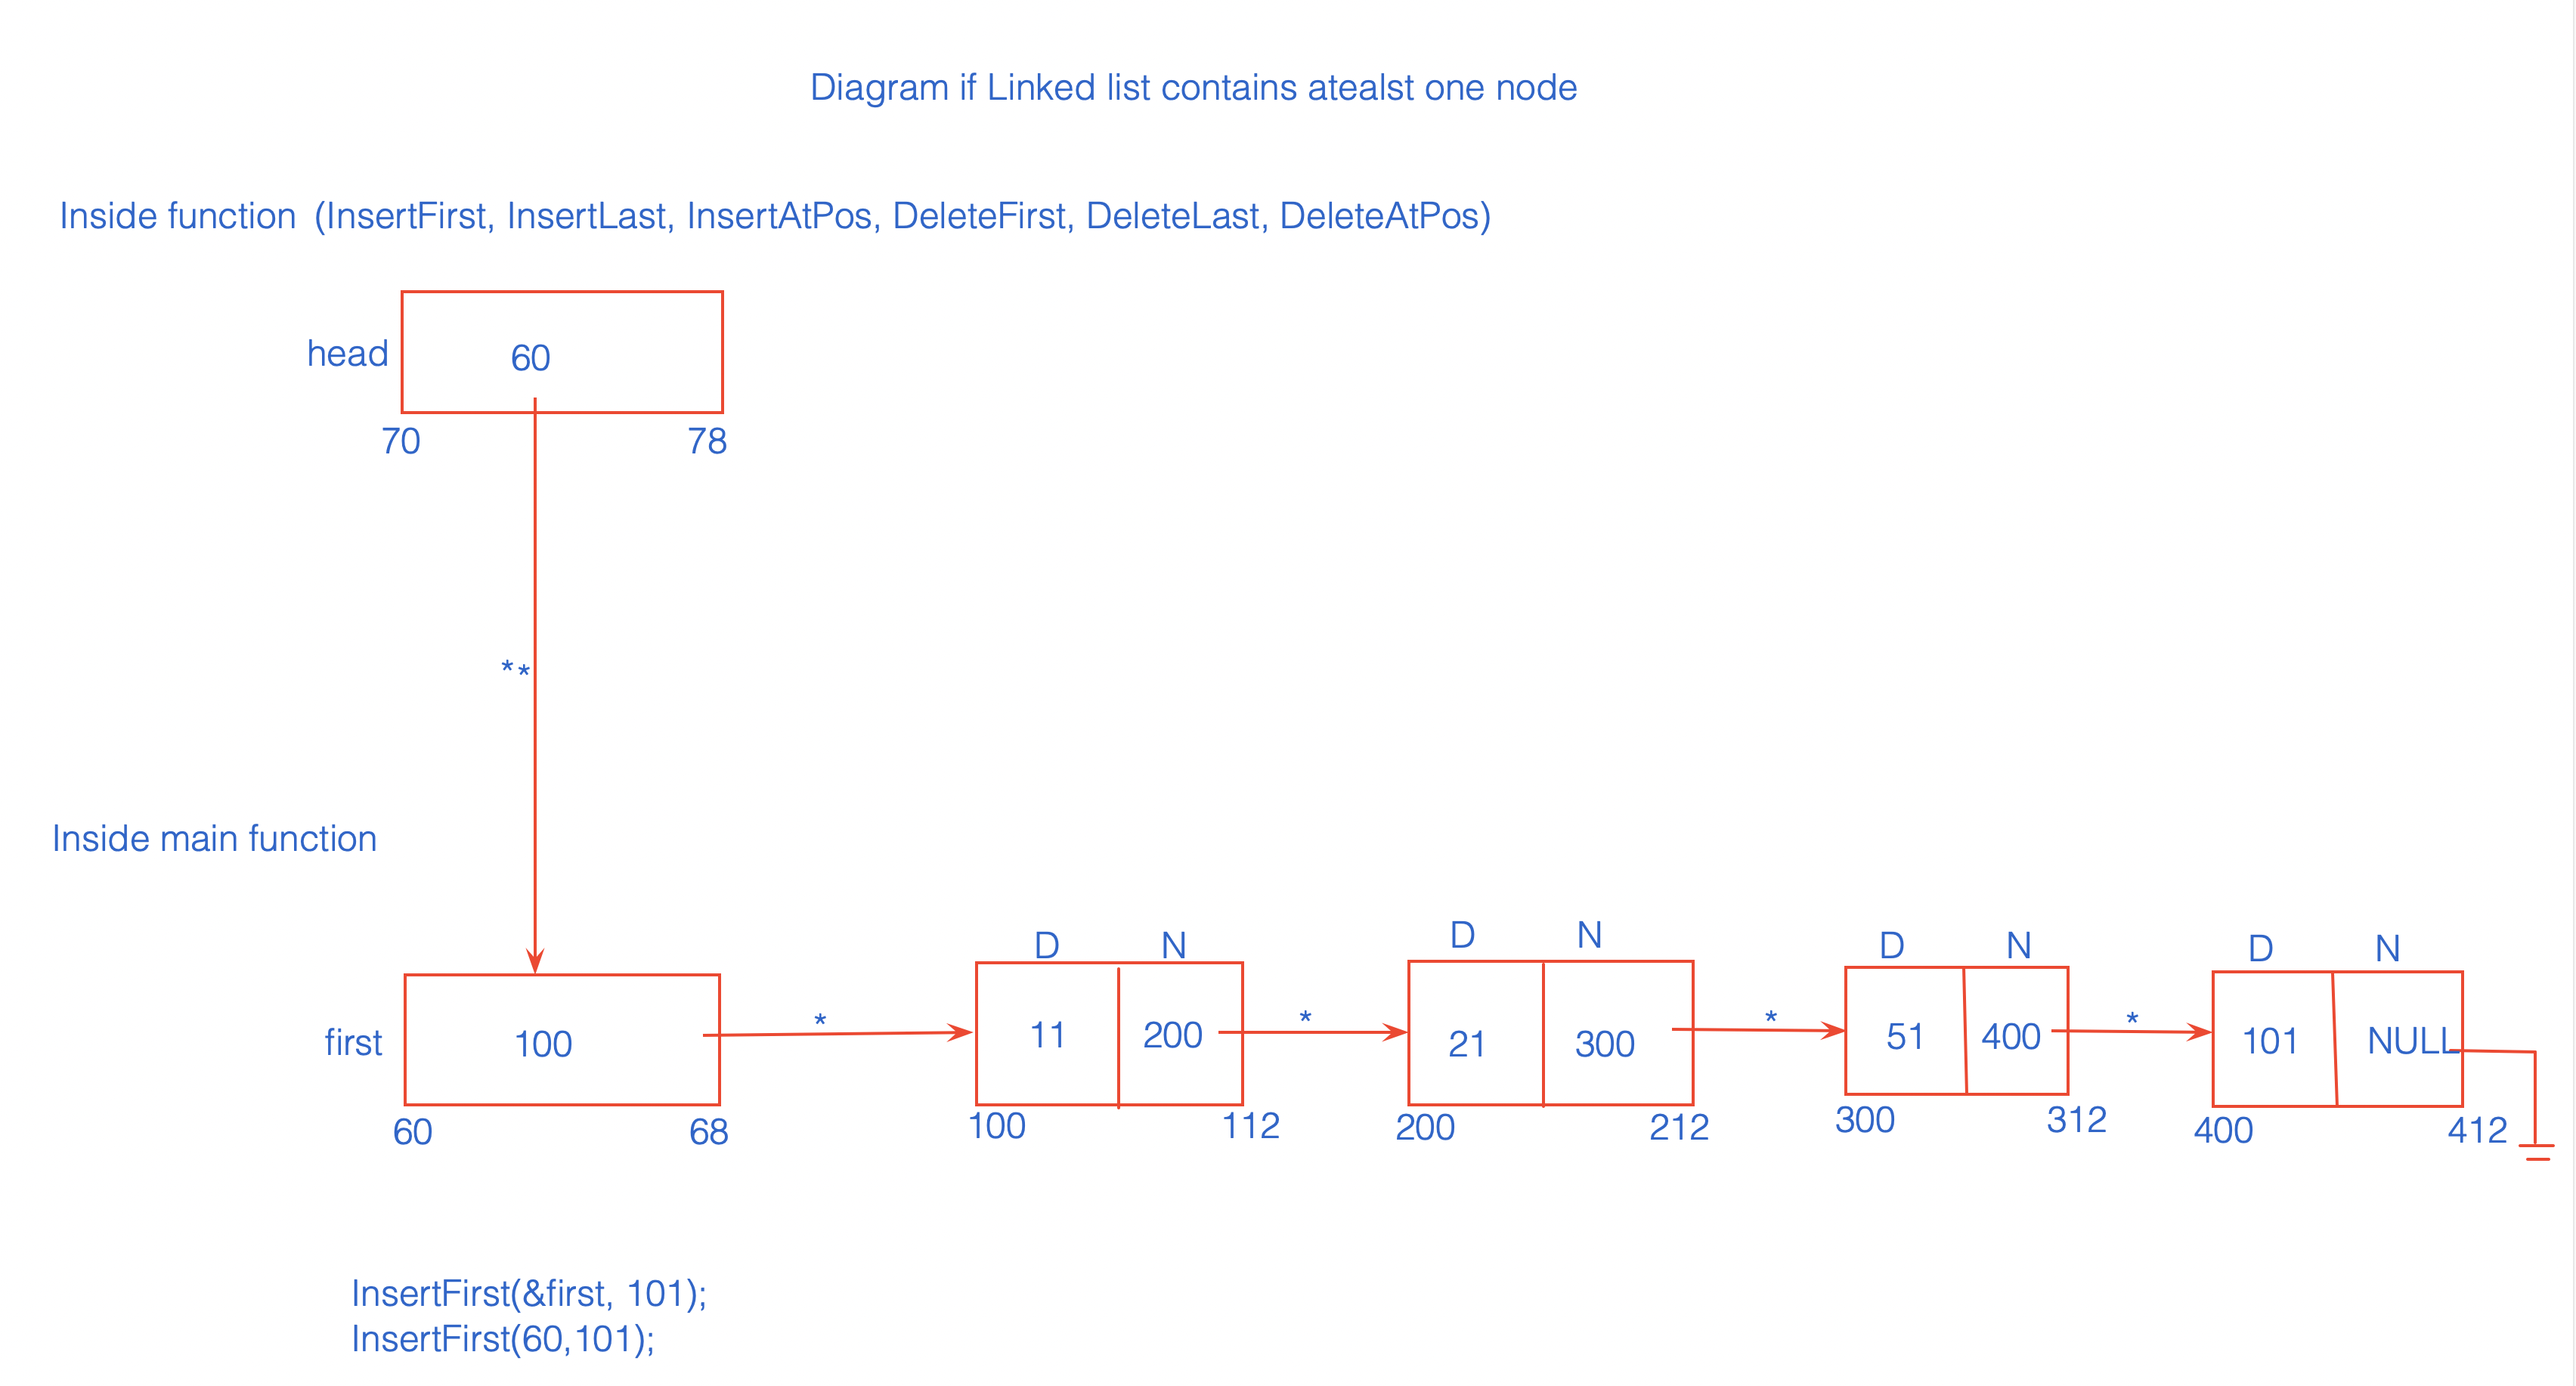 Diagram if Linked list contains atealst one node
Inside function (InsertFirst, InsertLast, InsertAtPos, DeleteFirst, DeleteLast, DeleteAtPos)
head 60
70 78
**
Inside main function
D N D N D N D N
first 100 * 11 200 * 21 300 * 51 400 * 101 NULL
60 68 100 112 200 212 300 312 400 412
InsertFirst(&first, 101);
InsertFirst(60,101);